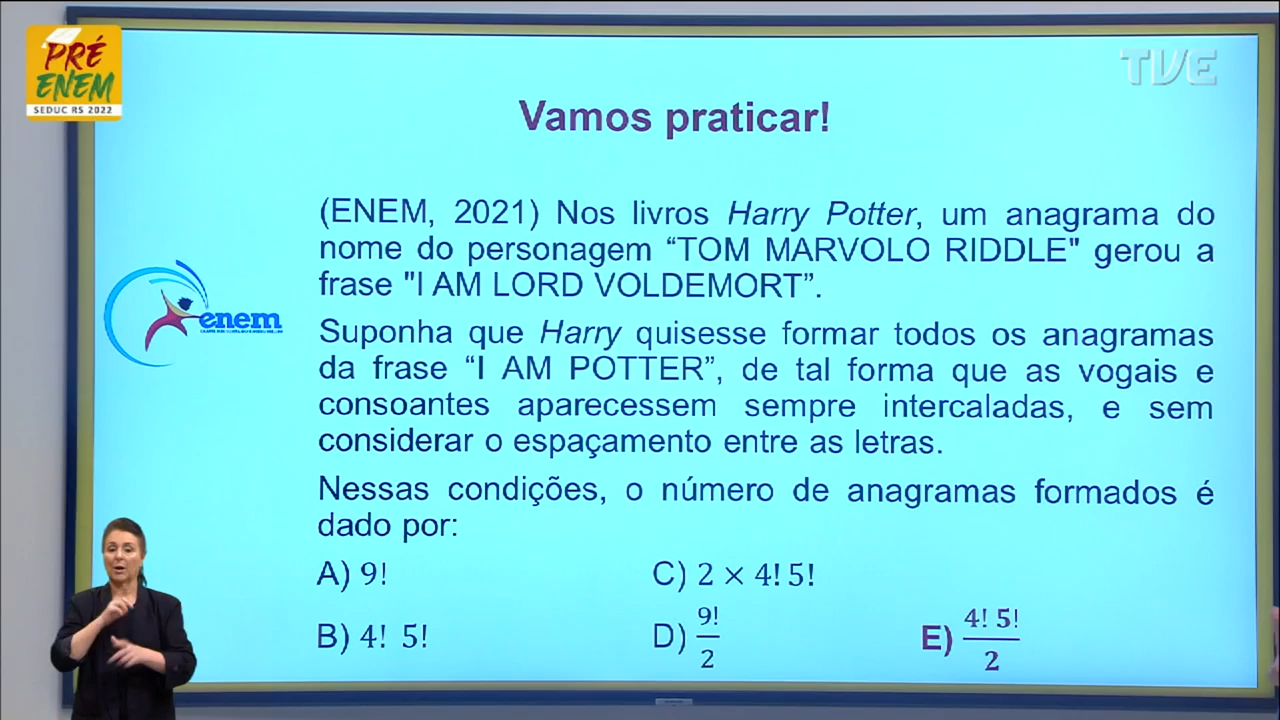 PRÉ
ENEM
SEDUC RS 2022
TVE
Vamos praticar!
(ENEM, 2021) Nos livros Harry Potter, um anagrama do
nome do personagem “TOM MARVOLO RIDDLE" gerou a
frase "I AM LORD VOLDEMORT”.
enem
Suponha que Harry quisesse formar todos os anagramas
da frase “I AM POTTER”, de tal forma que as vogais e
consoantes aparecessem sempre intercaladas, e sem
considerar o espaçamento entre as letras.
Nessas condições, o número de anagramas formados é
dado por:
A) 9!
C) 2 × 4! 5!
B) 4! 5!
D) 9!/2
E) 4! 5!/2